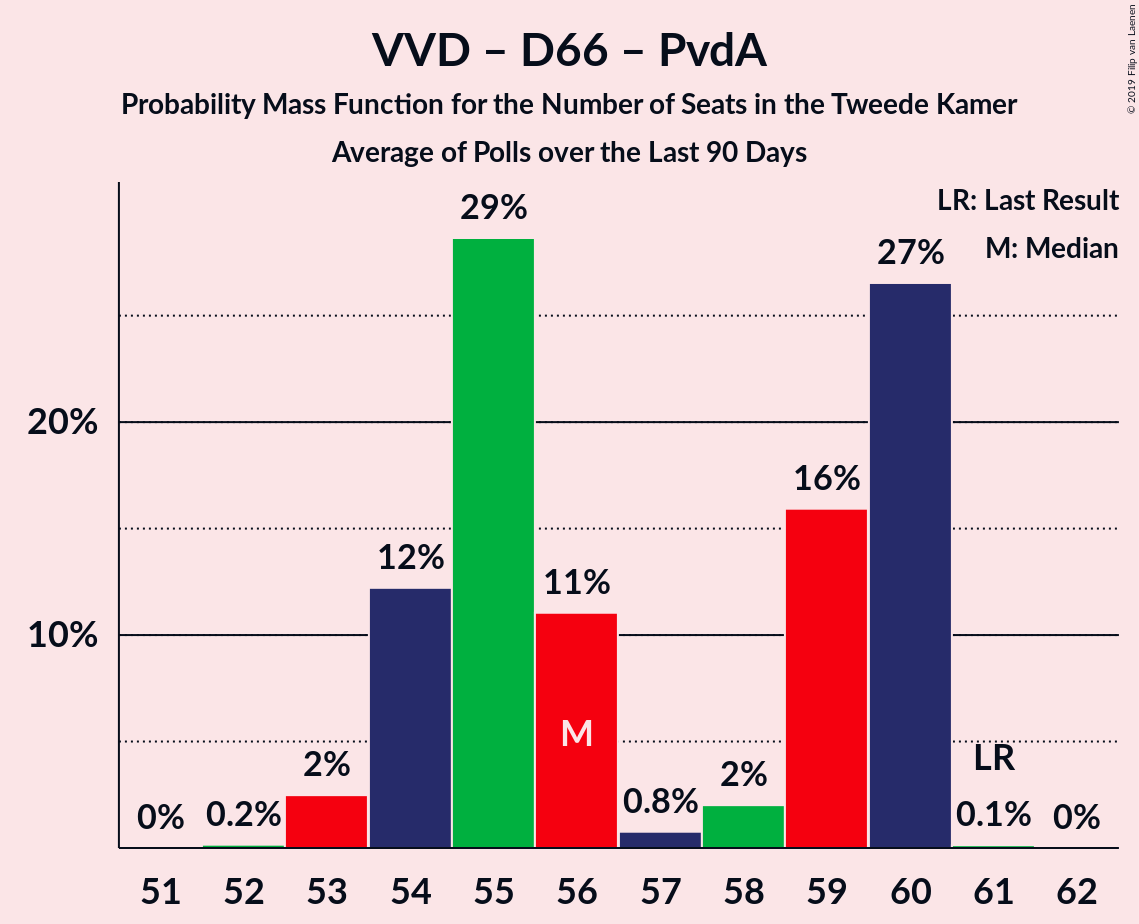 VVD – D66 – PvdA
Probability Mass Function for the Number of Seats in the Tweede Kamer
Average of Polls over the Last 90 Days
© 2019 Filip van Laenen
LR: Last Result
M: Median
29%
27%
20%
16%
12%
11%
10%
M
2%
2%
LR
0%
0.2%
0.8%
0.1%
0%
51 52 53 54 55 56 57 58 59 60 61 62